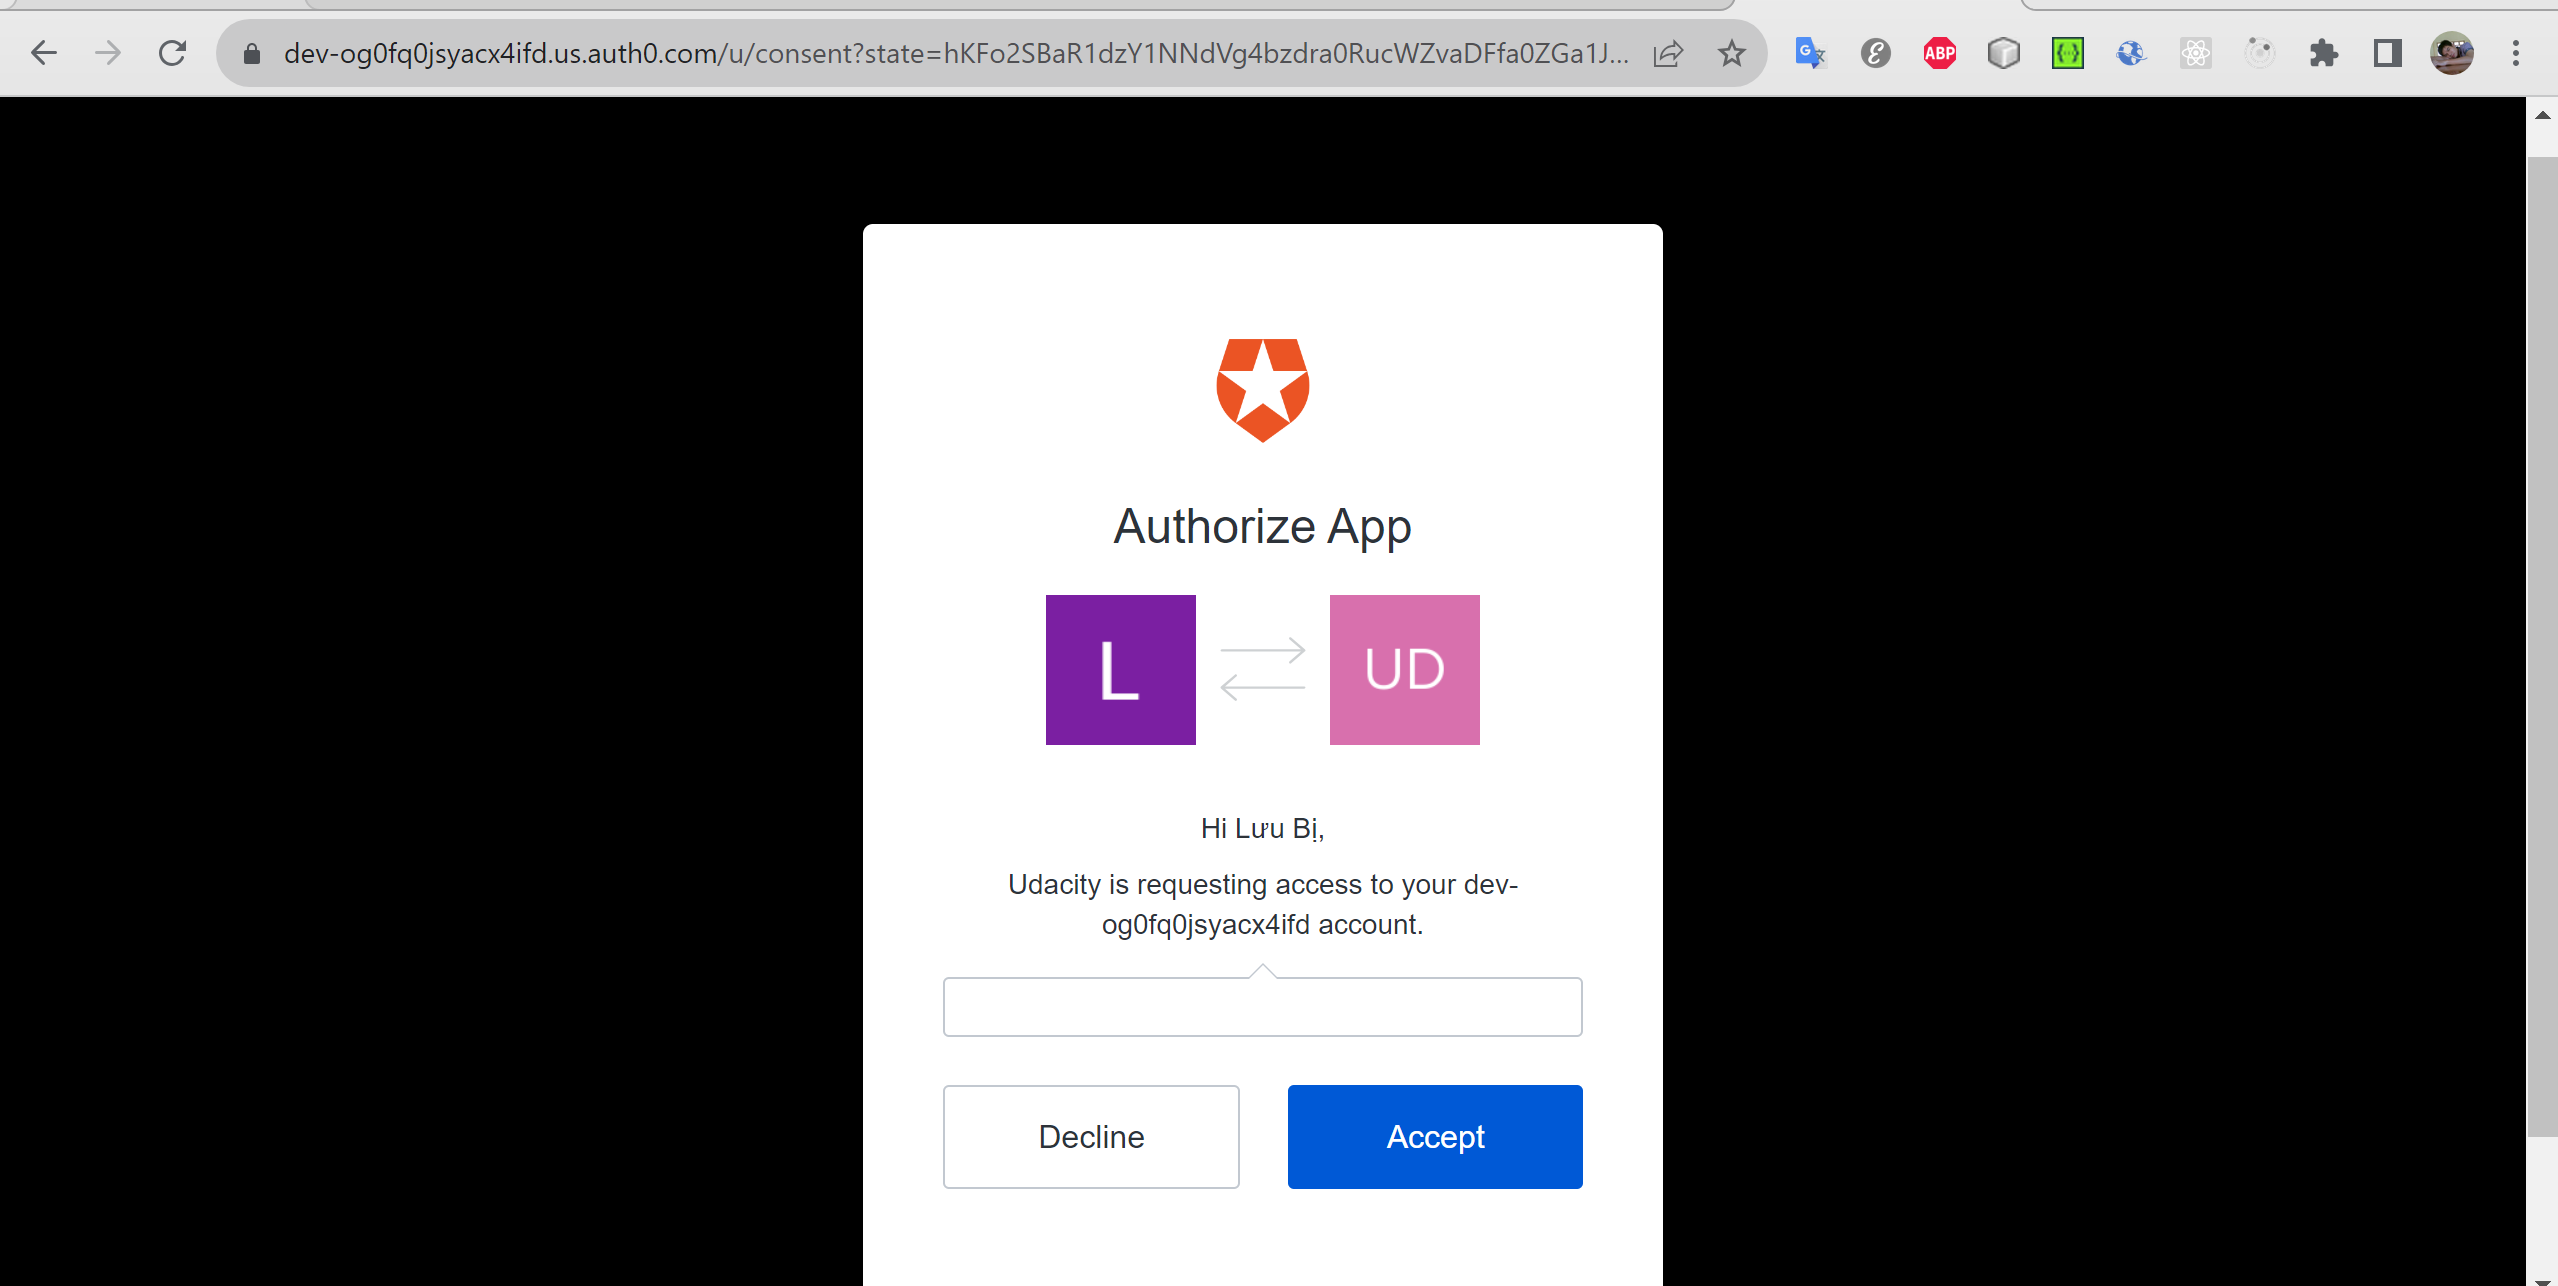 dev-og0fq0jsyacx4ifd.us.auth0.com/u/consent?state=hKFo2SBaR1dzY1NNdVg4bzdra0RucWZvaDFfa0ZGa1J...
ABP
Authorize App
L
UD
Hi Lưu Bị,
Udacity is requesting access to your dev-
og0fq0jsyacx4ifd account.
Decline
Accept